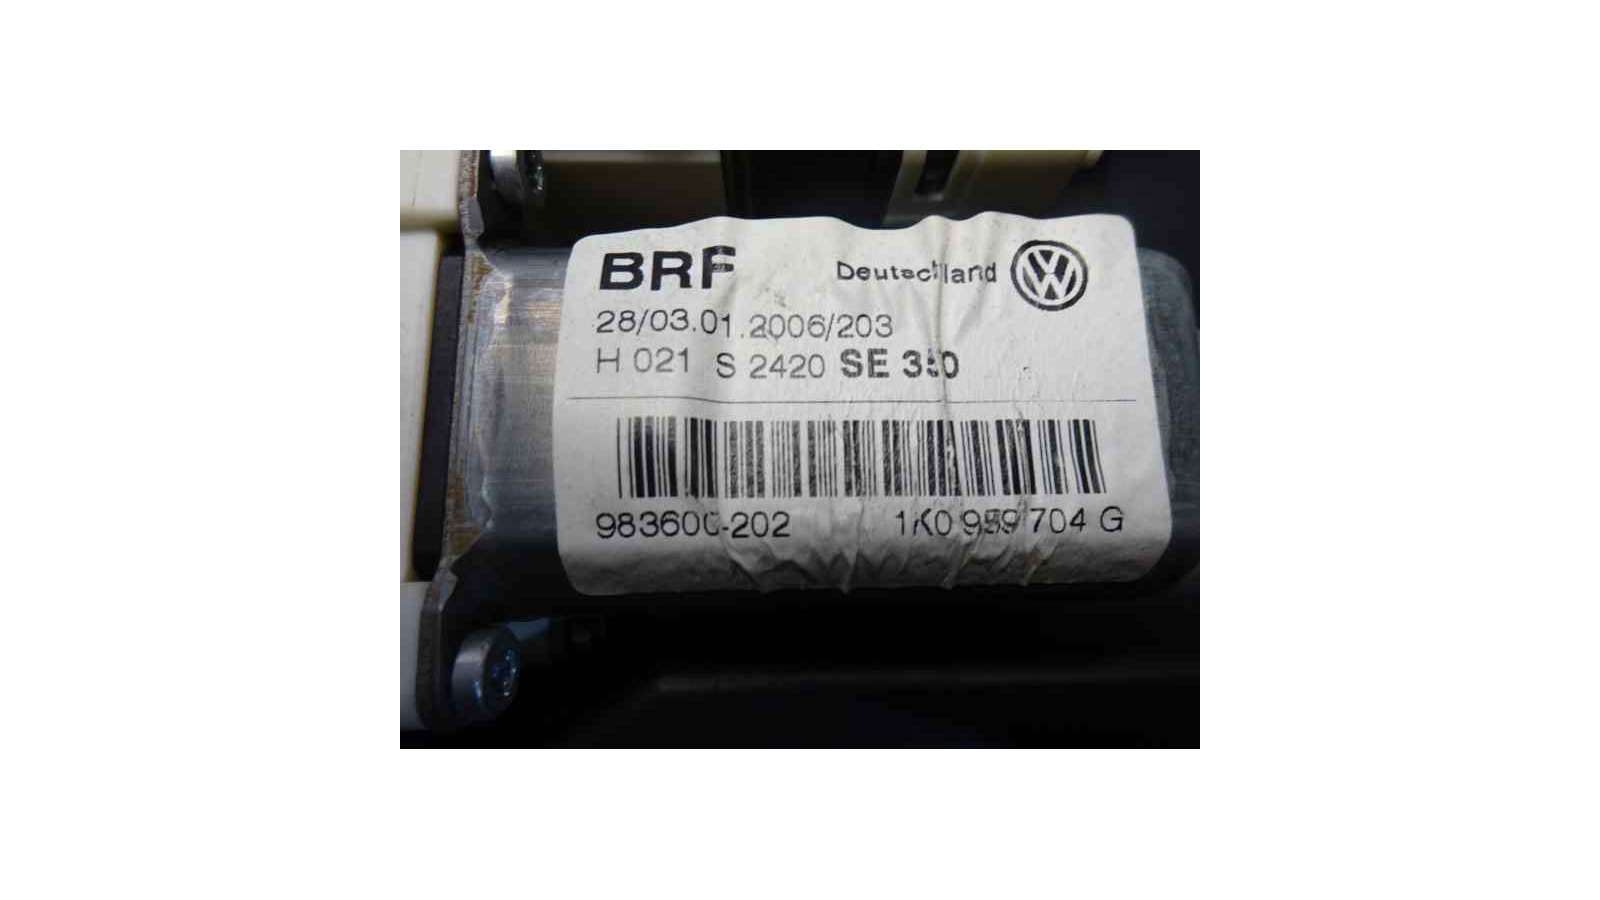 BRF Deutschland
28/03.01.2006/203
H 021 S 2420 SE 350
983600-202 1K0 959 704 G